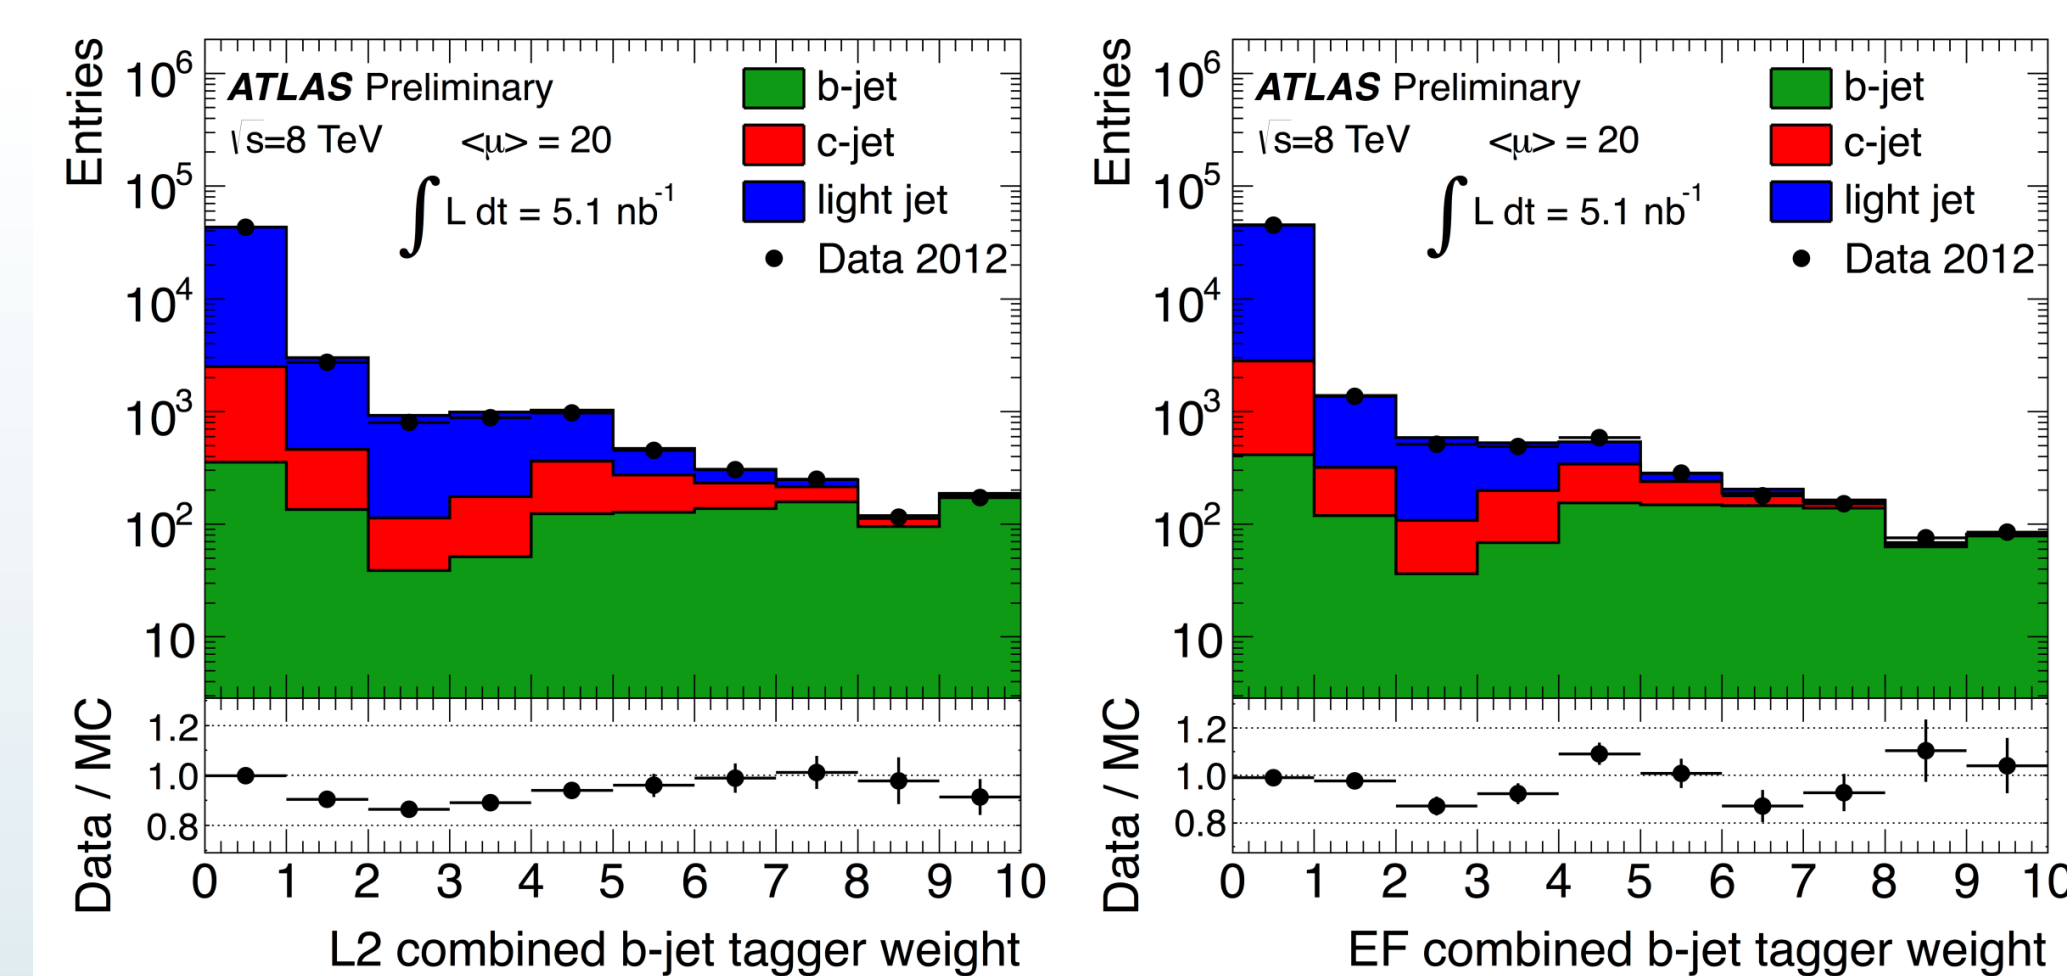 Entries
10^6
10^5
10^4
10^3
10^2
10
ATLAS Preliminary
√s=8 TeV <μ> = 20
∫ L dt = 5.1 nb^-1
b-jet
c-jet
light jet
Data 2012
Data / MC
1.2
1.0
0.8
0 1 2 3 4 5 6 7 8 9 10
L2 combined b-jet tagger weight
Entries
10^6
10^5
10^4
10^3
10^2
10
ATLAS Preliminary
√s=8 TeV <μ> = 20
∫ L dt = 5.1 nb^-1
b-jet
c-jet
light jet
Data 2012
Data / MC
1.2
1.0
0.8
0 1 2 3 4 5 6 7 8 9 10
EF combined b-jet tagger weight